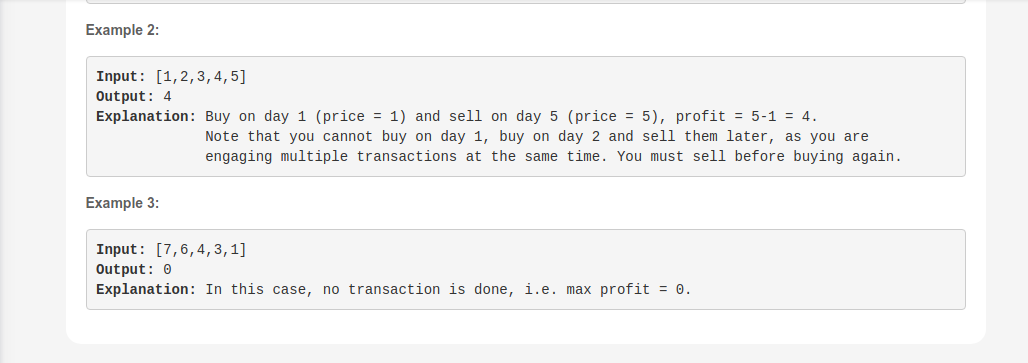 Example 2:
Input: [1,2,3,4,5]
Output: 4
Explanation: Buy on day 1 (price = 1) and sell on day 5 (price = 5), profit = 5-1 = 4.
Note that you cannot buy on day 1, buy on day 2 and sell them later, as you are
engaging multiple transactions at the same time. You must sell before buying again.
Example 3:
Input: [7,6,4,3,1]
Output: 0
Explanation: In this case, no transaction is done, i.e. max profit = 0.